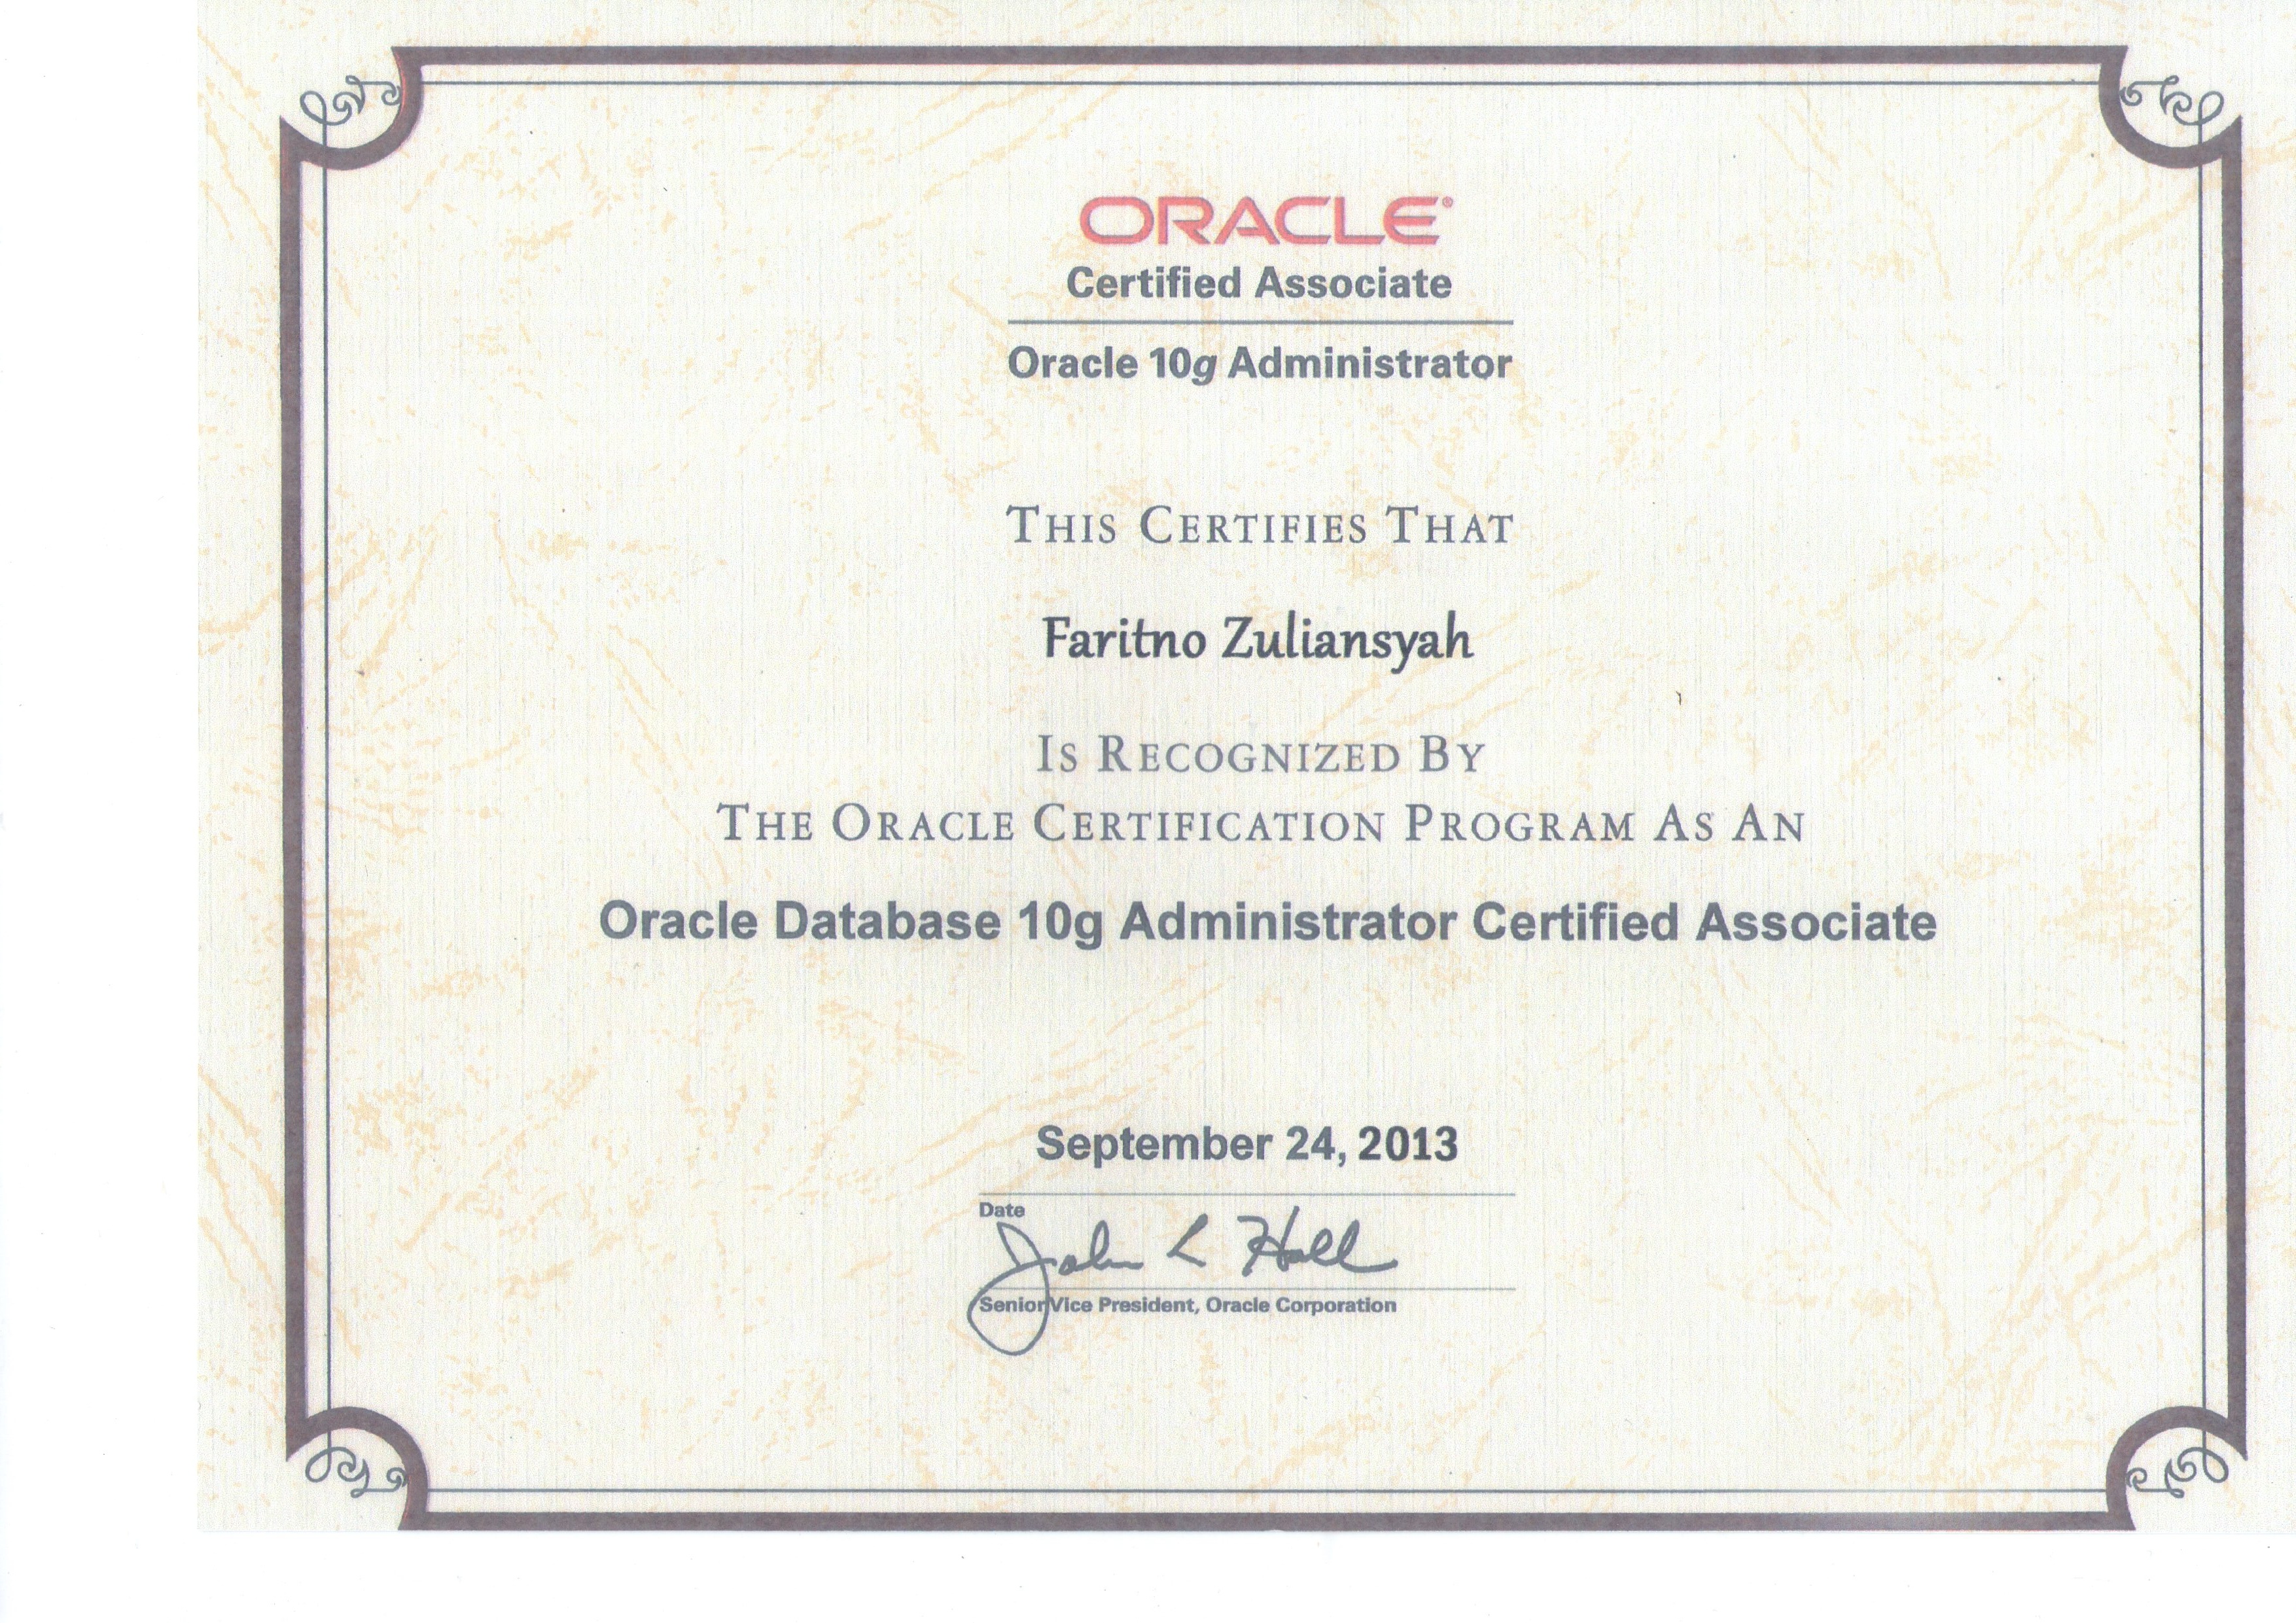 ORACLE®
Certified Associate
Oracle 10g Administrator
THIS CERTIFIES THAT
Faritno Zuliansyah
IS RECOGNIZED BY
THE ORACLE CERTIFICATION PROGRAM AS AN
Oracle Database 10g Administrator Certified Associate
September 24, 2013
Date
John L Hall
Senior Vice President, Oracle Corporation